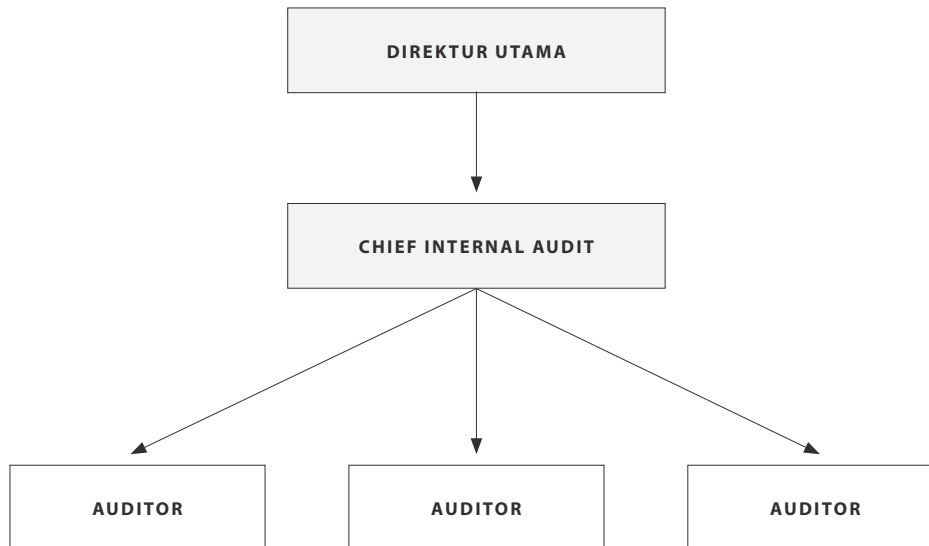 DIREKTUR UTAMA
CHIEF INTERNAL AUDIT
AUDITOR
AUDITOR
AUDITOR